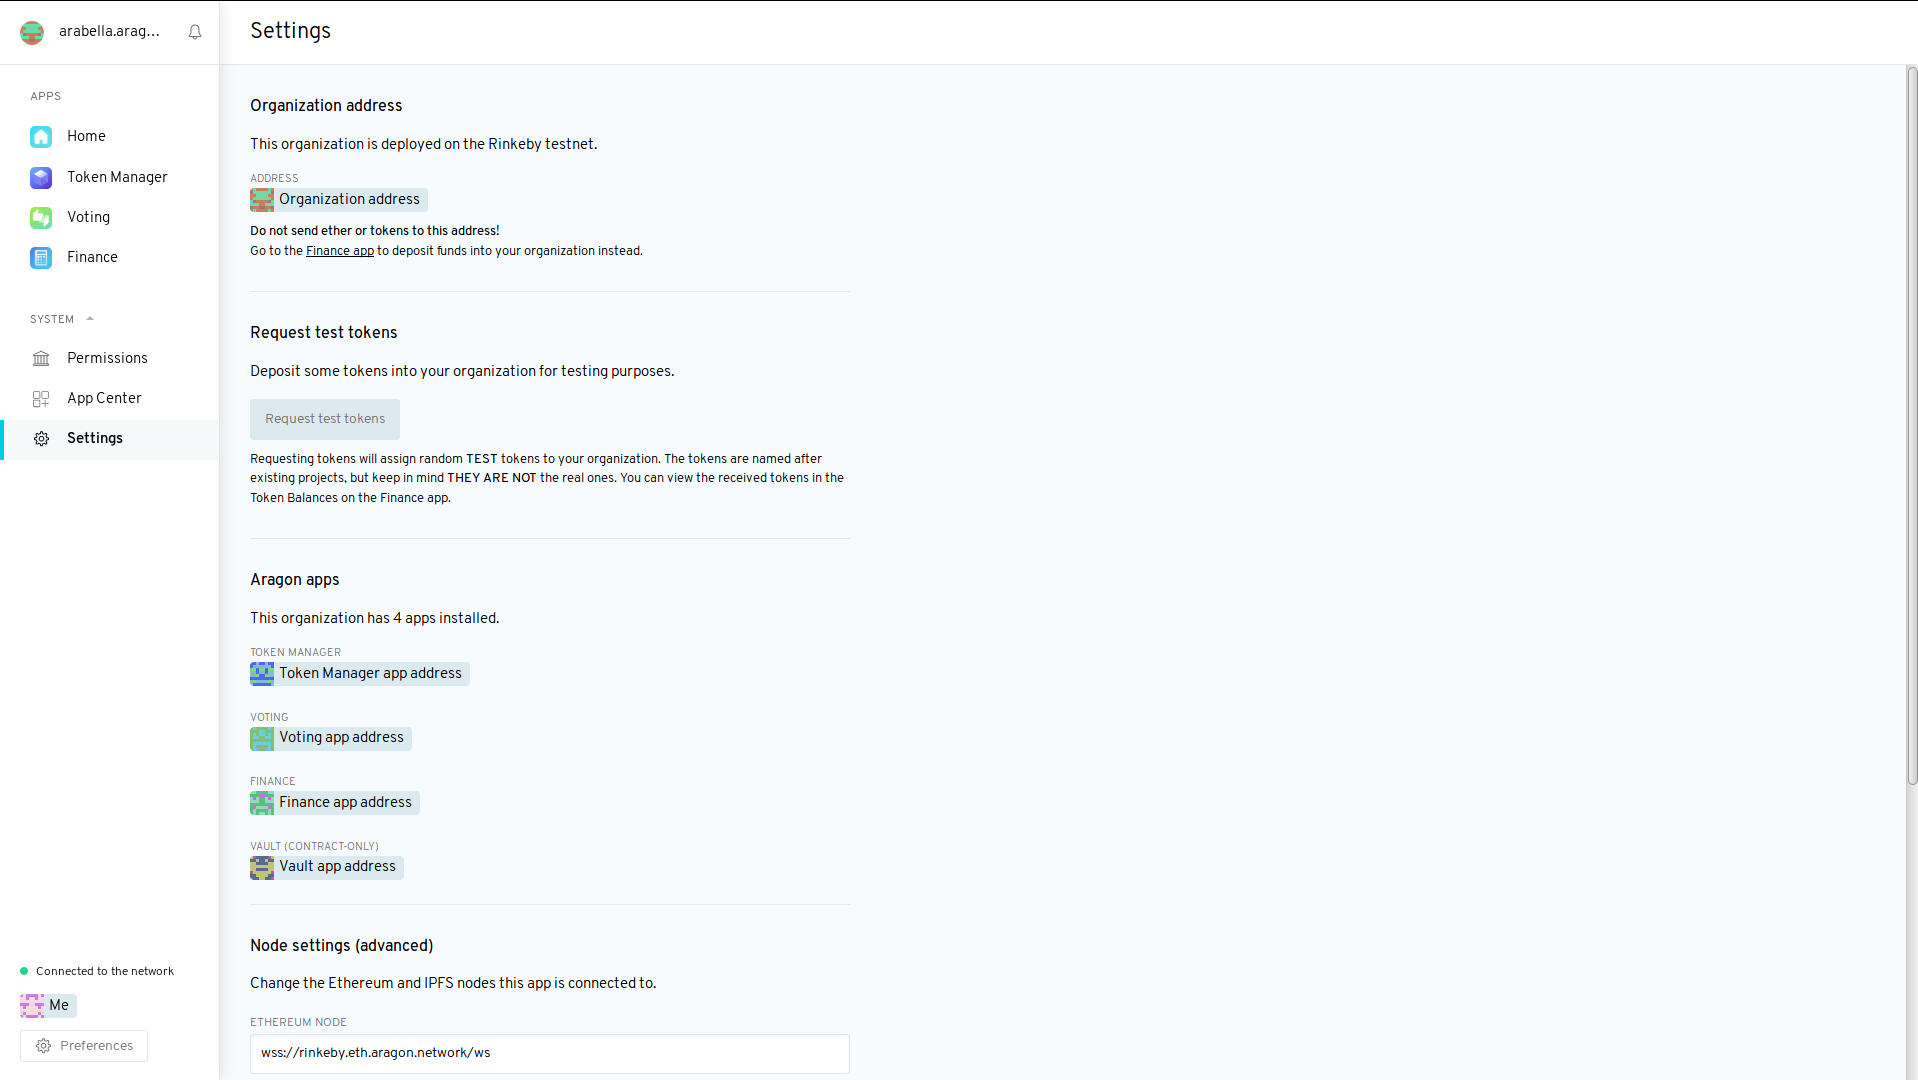 arabella.arag...
Settings
APPS
Home
Token Manager
Voting
Finance
SYSTEM
Permissions
App Center
Settings
Connected to the network
Me
Preferences
Organization address
This organization is deployed on the Rinkeby testnet.
ADDRESS
Organization address
Do not send ether or tokens to this address!
Go to the Finance app to deposit funds into your organization instead.
Request test tokens
Deposit some tokens into your organization for testing purposes.
Request test tokens
Requesting tokens will assign random TEST tokens to your organization. The tokens are named after
existing projects, but keep in mind THEY ARE NOT the real ones. You can view the received tokens in the
Token Balances on the Finance app.
Aragon apps
This organization has 4 apps installed.
TOKEN MANAGER
Token Manager app address
VOTING
Voting app address
FINANCE
Finance app address
VAULT (CONTRACT-ONLY)
Vault app address
Node settings (advanced)
Change the Ethereum and IPFS nodes this app is connected to.
ETHEREUM NODE
wss://rinkeby.eth.aragon.network/ws